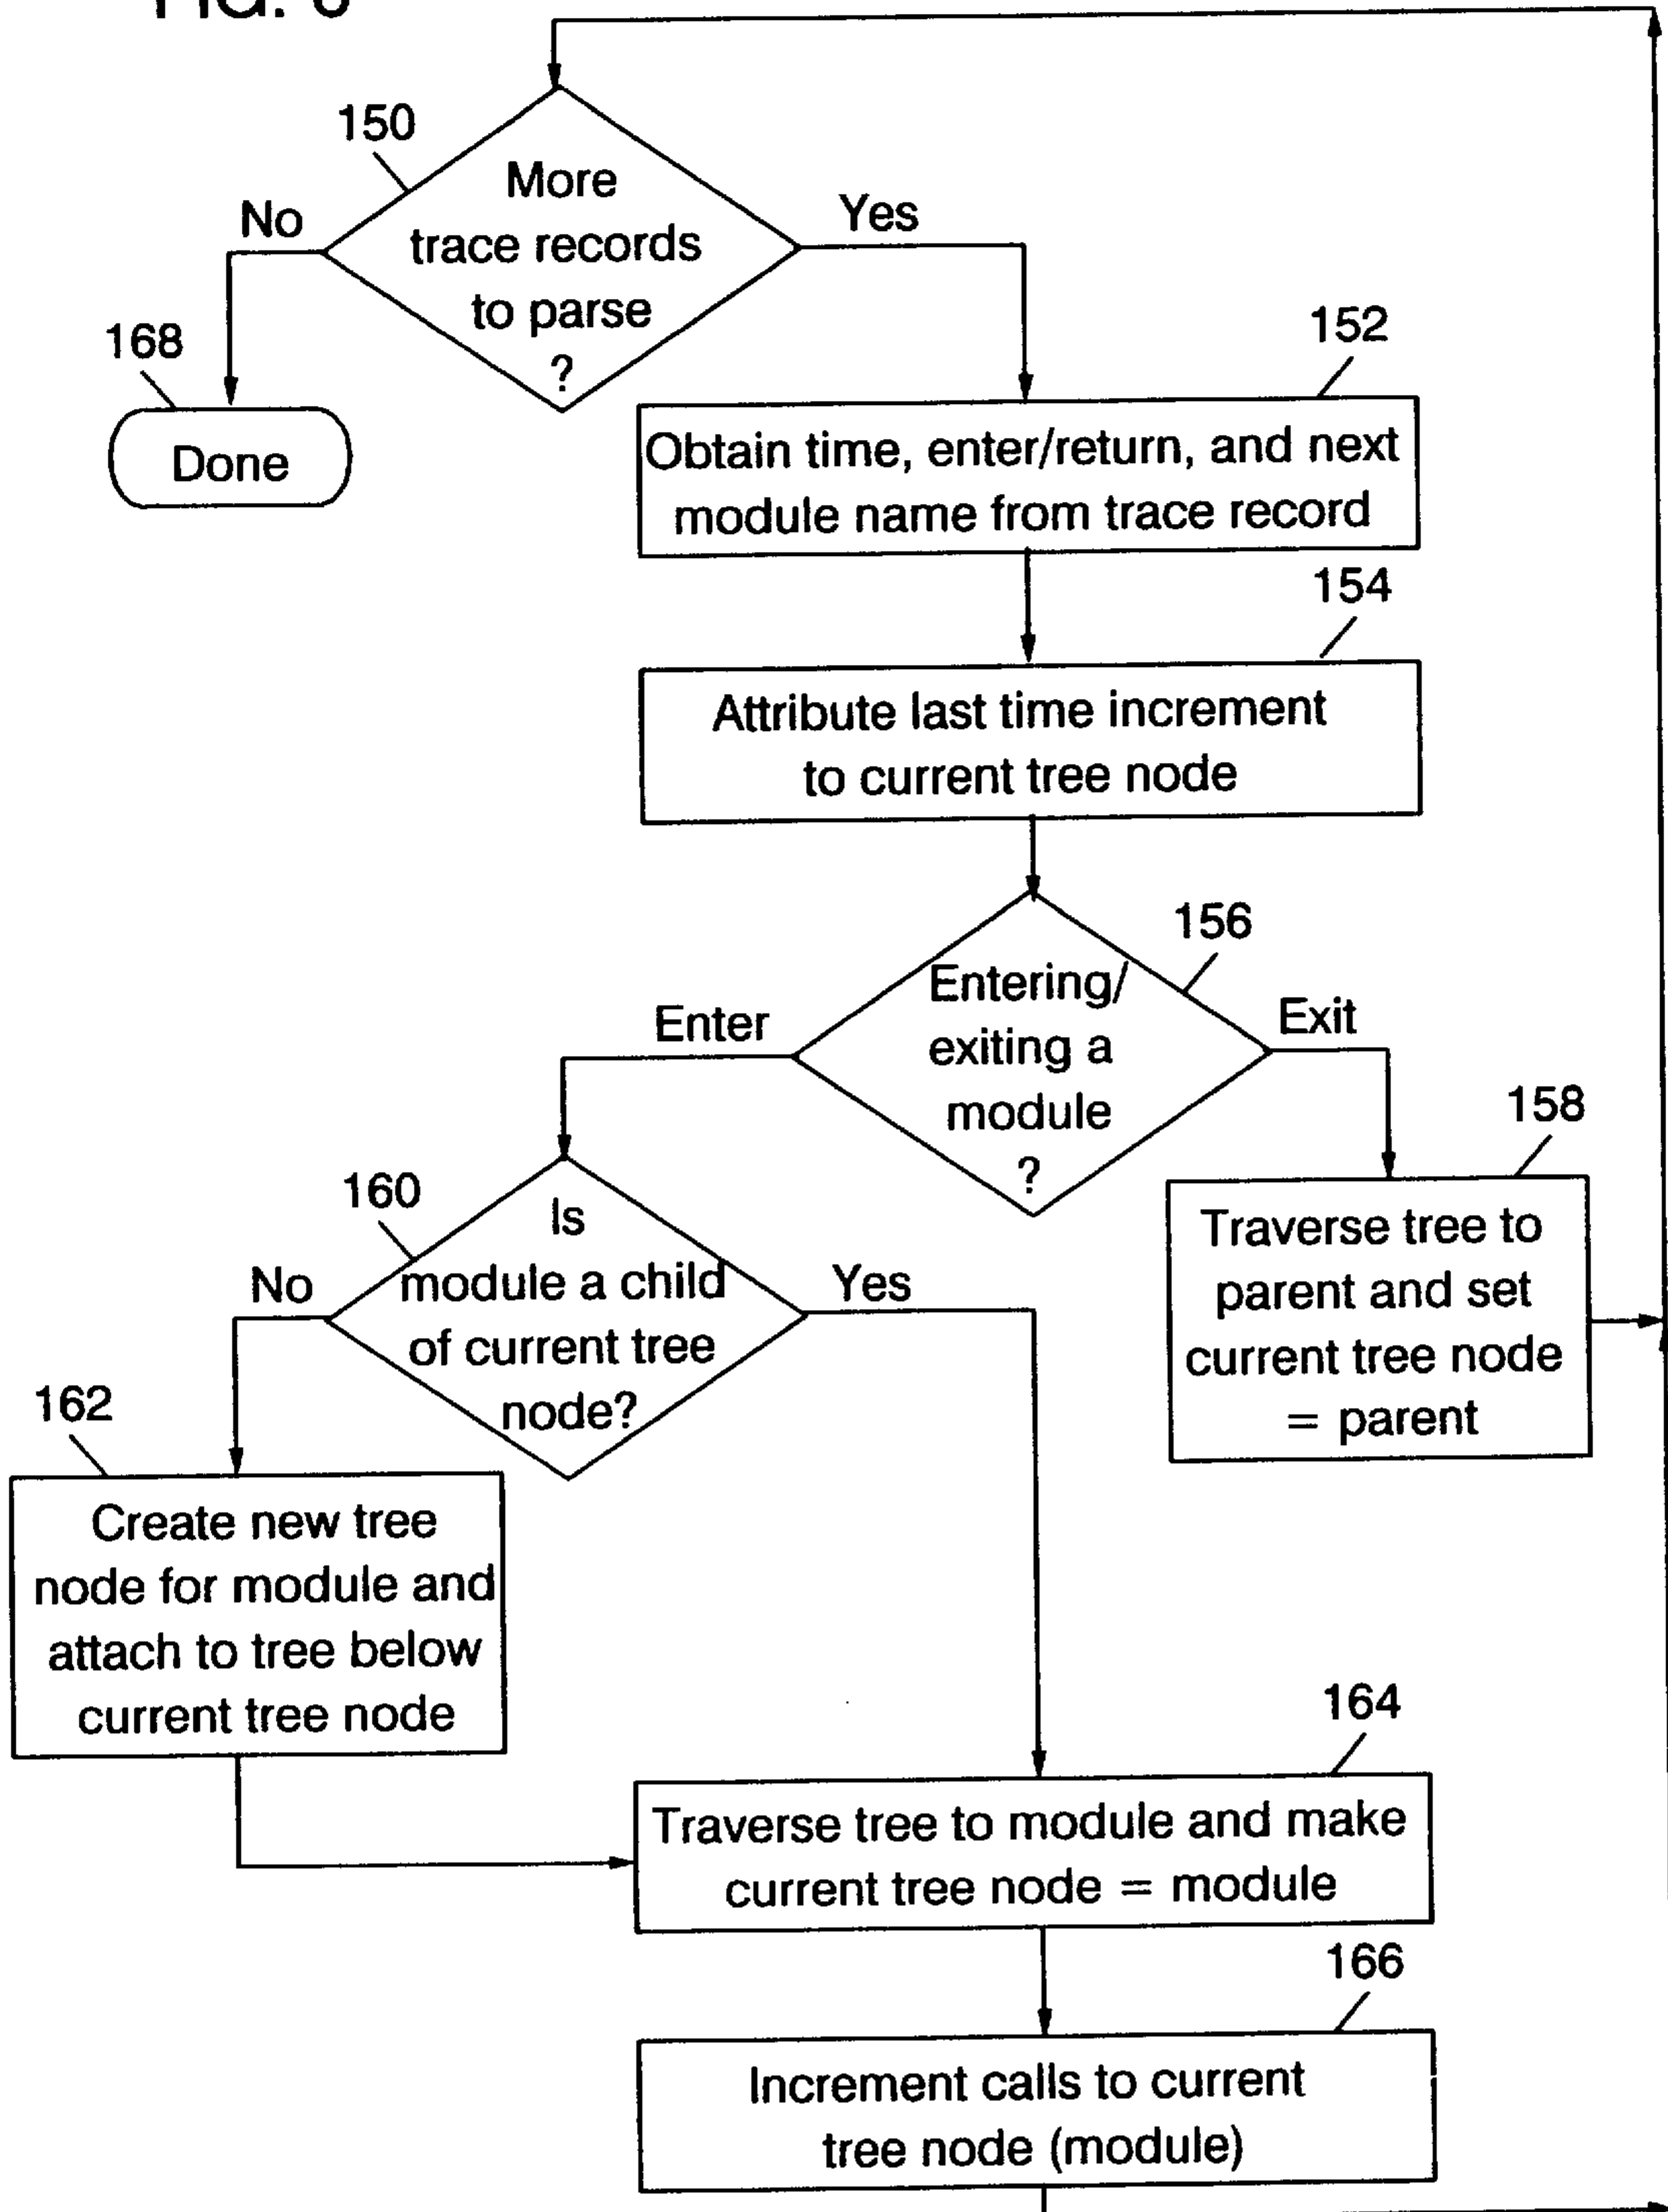 150
More
trace records
to parse
?
No
Yes
168
Done
152
Obtain time, enter/return, and next
module name from trace record
154
Attribute last time increment
to current tree node
156
Entering/
exiting a
module
?
Enter
Exit
158
Traverse tree to
parent and set
current tree node
= parent
160
Is
module a child
of current tree
node?
No
Yes
162
Create new tree
node for module and
attach to tree below
current tree node
164
Traverse tree to module and make
current tree node = module
166
Increment calls to current
tree node (module)